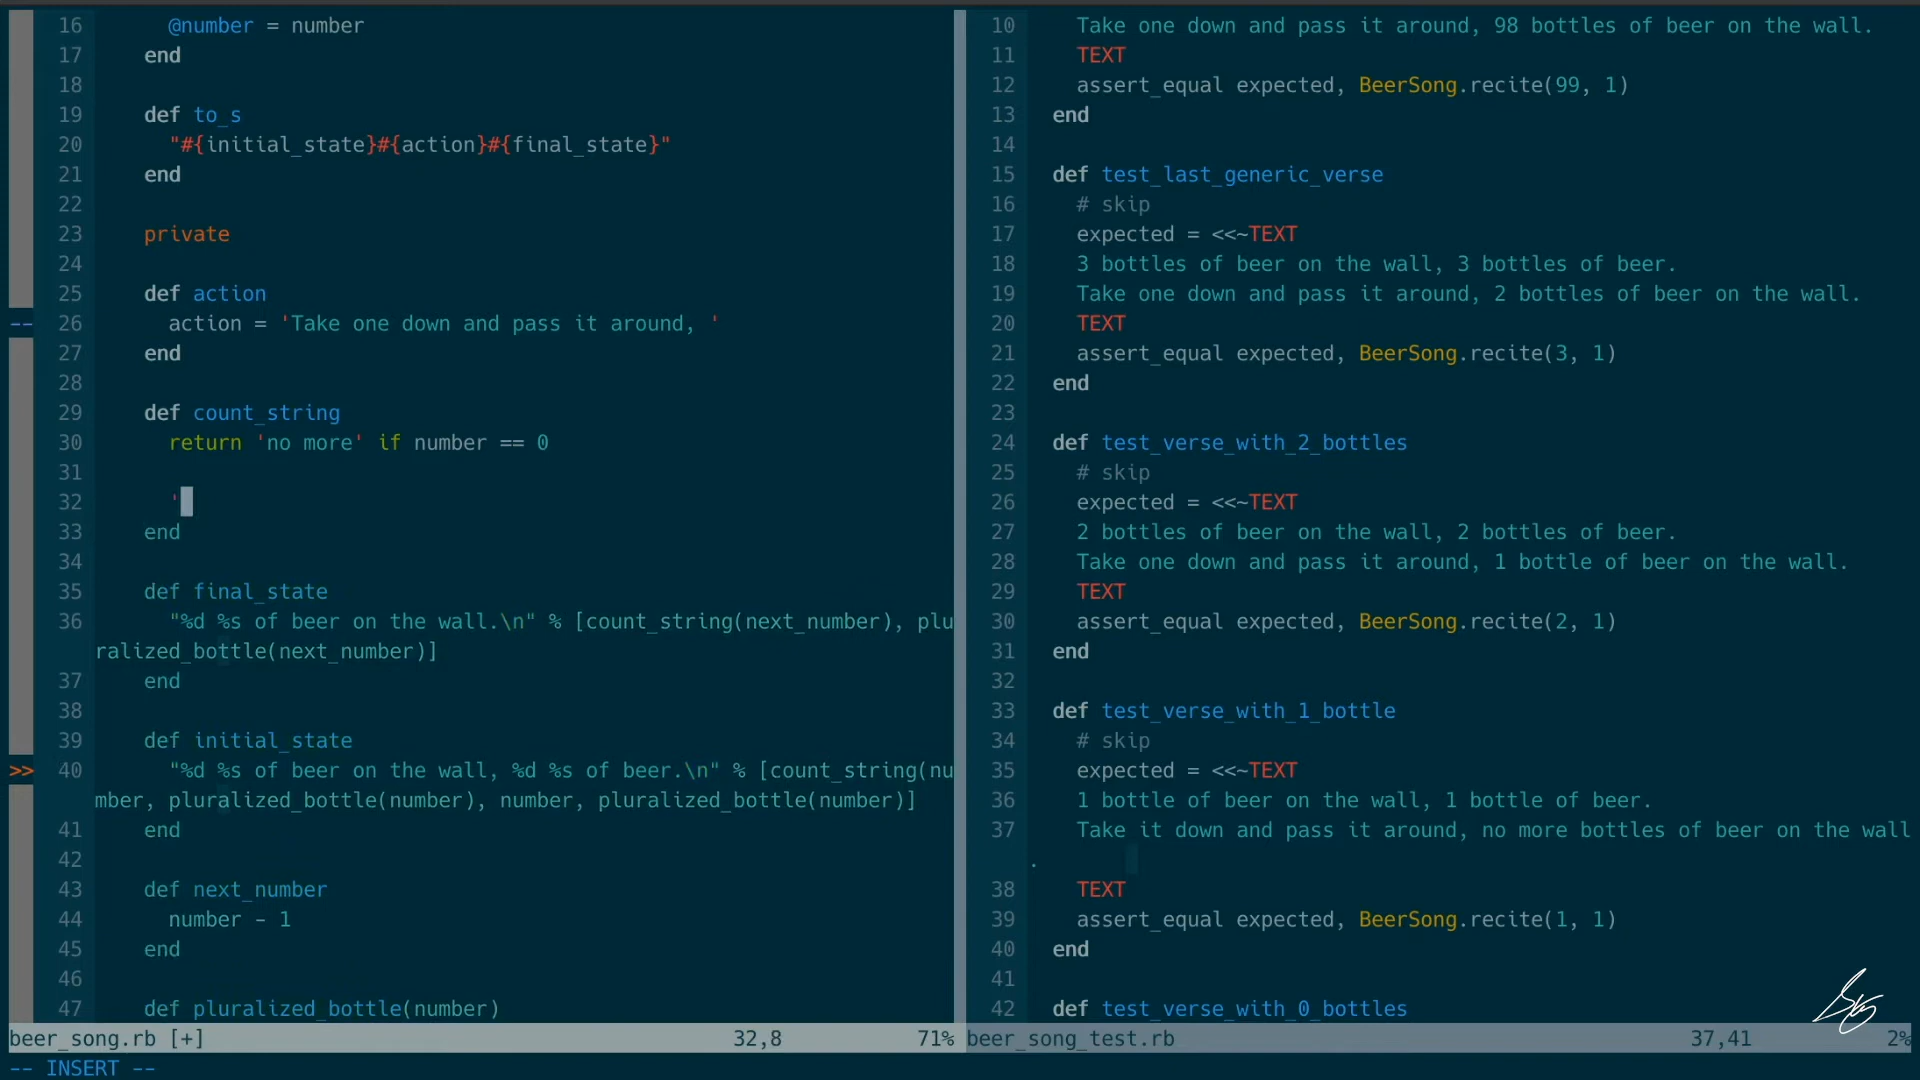 16 @number = number
17 end
18
19 def to_s
20 "#{initial_state}#{action}#{final_state}"
21 end
22
23 private
24
25 def action
-- 26 action = 'Take one down and pass it around, '
27 end
28
29 def count_string
30 return 'no more' if number == 0
31
32 '
33 end
34
35 def final_state
36 "%d %s of beer on the wall.\n" % [count_string(next_number), plu
ralized_bottle(next_number)]
37 end
38
39 def initial_state
>> 40 "%d %s of beer on the wall, %d %s of beer.\n" % [count_string(nu
mber, pluralized_bottle(number), number, pluralized_bottle(number)]
41 end
42
43 def next_number
44 number - 1
45 end
46
47 def pluralized_bottle(number)
beer_song.rb [+] 32,8 71%
-- INSERT --
10 Take one down and pass it around, 98 bottles of beer on the wall.
11 TEXT
12 assert_equal expected, BeerSong.recite(99, 1)
13 end
14
15 def test_last_generic_verse
16 # skip
17 expected = <<~TEXT
18 3 bottles of beer on the wall, 3 bottles of beer.
19 Take one down and pass it around, 2 bottles of beer on the wall.
20 TEXT
21 assert_equal expected, BeerSong.recite(3, 1)
22 end
23
24 def test_verse_with_2_bottles
25 # skip
26 expected = <<~TEXT
27 2 bottles of beer on the wall, 2 bottles of beer.
28 Take one down and pass it around, 1 bottle of beer on the wall.
29 TEXT
30 assert_equal expected, BeerSong.recite(2, 1)
31 end
32
33 def test_verse_with_1_bottle
34 # skip
35 expected = <<~TEXT
36 1 bottle of beer on the wall, 1 bottle of beer.
37 Take it down and pass it around, no more bottles of beer on the wall
.
38 TEXT
39 assert_equal expected, BeerSong.recite(1, 1)
40 end
41
42 def test_verse_with_0_bottles
beer_song_test.rb 37,41 2%